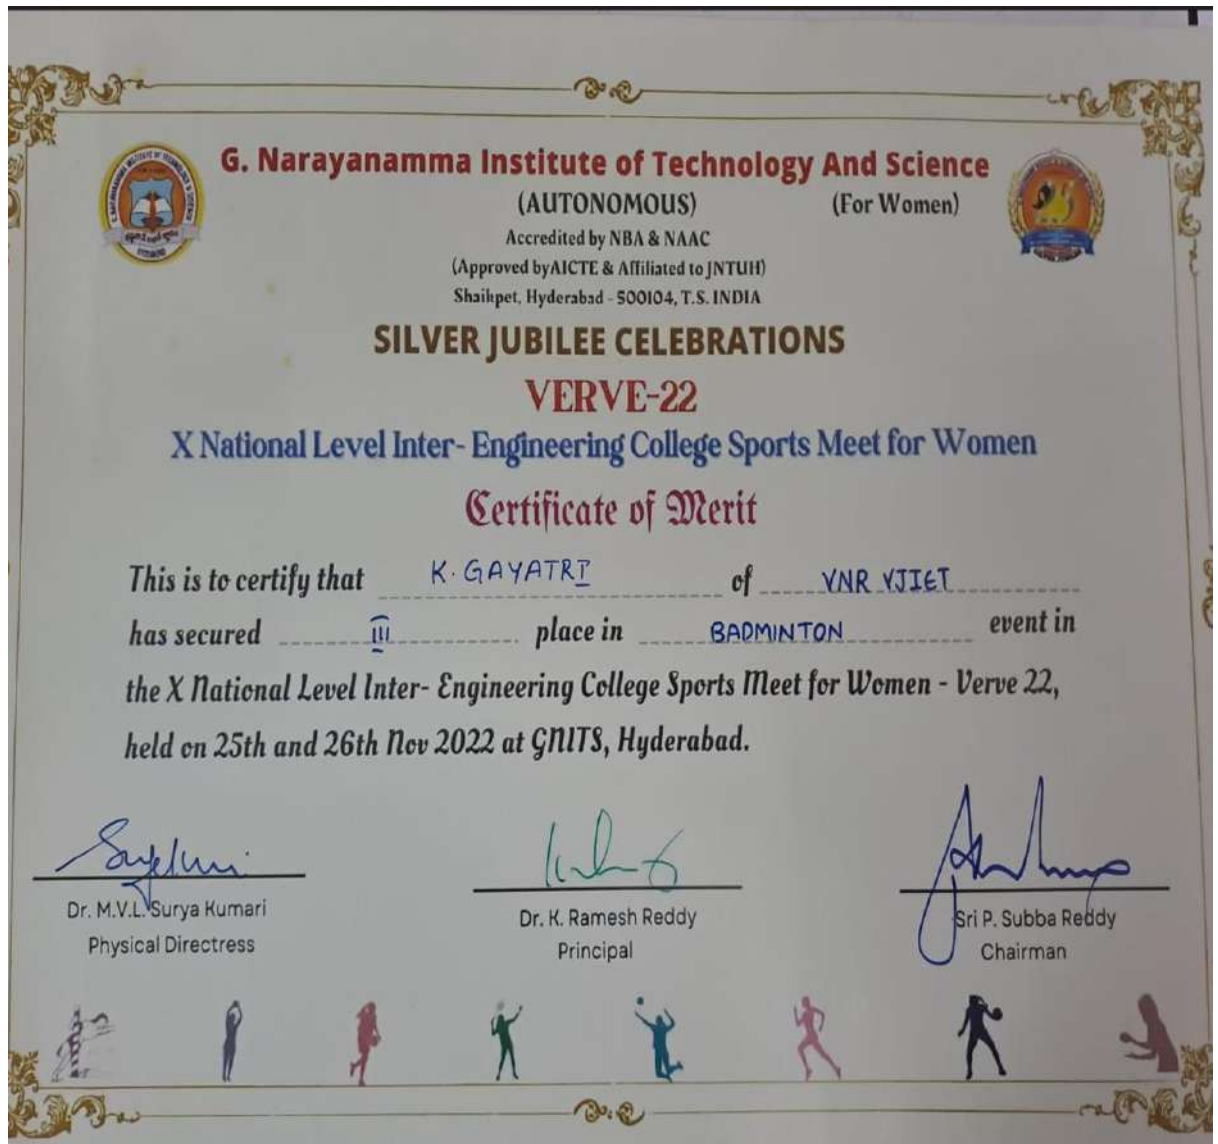 G. Narayanamma Institute of Technology And Science
(AUTONOMOUS) (For Women)
Accredited by NBA & NAAC
(Approved byAICTE & Affiliated to JNTUH)
Shaikpet, Hyderabad - 500104, T.S. INDIA
SILVER JUBILEE CELEBRATIONS
VERVE-22
X National Level Inter- Engineering College Sports Meet for Women
Certificate of Merit
This is to certify that K. GAYATRI of VNR VJIET
has secured III place in BADMINTON event in
the X National Level Inter- Engineering College Sports Meet for Women - Verve 22,
held on 25th and 26th Nov 2022 at GNITS, Hyderabad.
Dr. M.V.L. Surya Kumari
Physical Directress
Dr. K. Ramesh Reddy
Principal
Sri P. Subba Reddy
Chairman